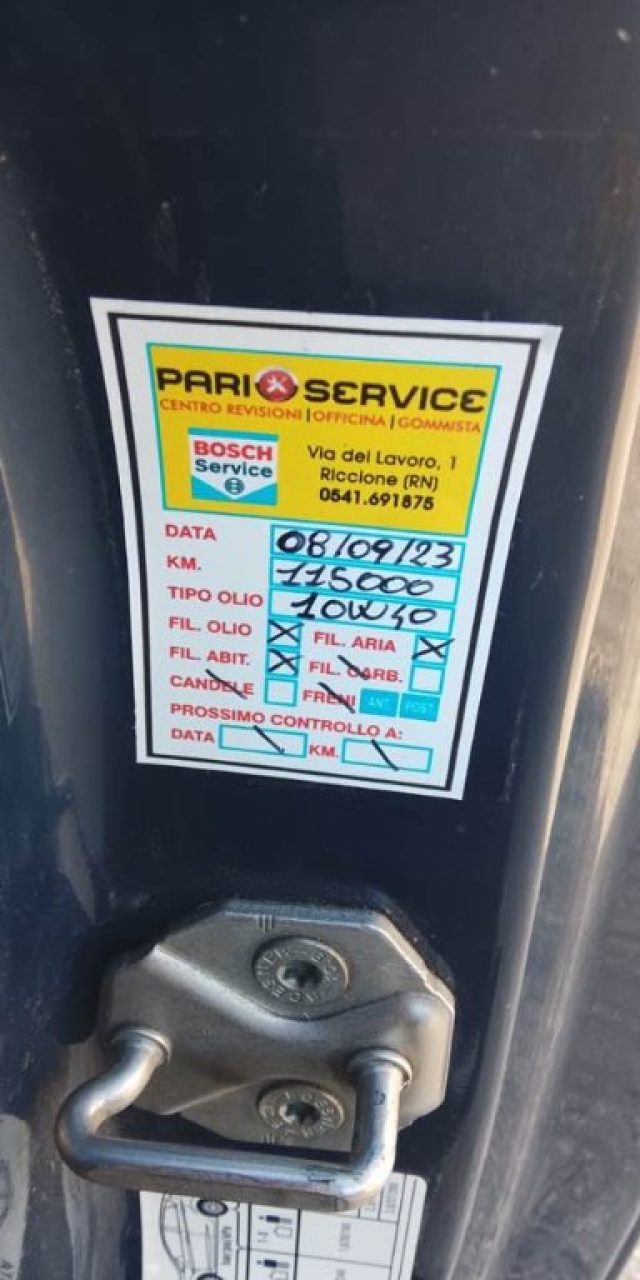 PARI SERVICE
CENTRO REVISIONI | OFFICINA | GOMMISTA
BOSCH
Service
Via del Lavoro, 1
Riccione (RN)
0541.691875
DATA 08/09/23
KM. 115000
TIPO OLIO 10W40
FIL. OLIO X FIL. ARIA X
FIL. ABIT. X FIL. CARB.
CANDELE FRENI ANT. POST.
PROSSIMO CONTROLLO A:
DATA KM.